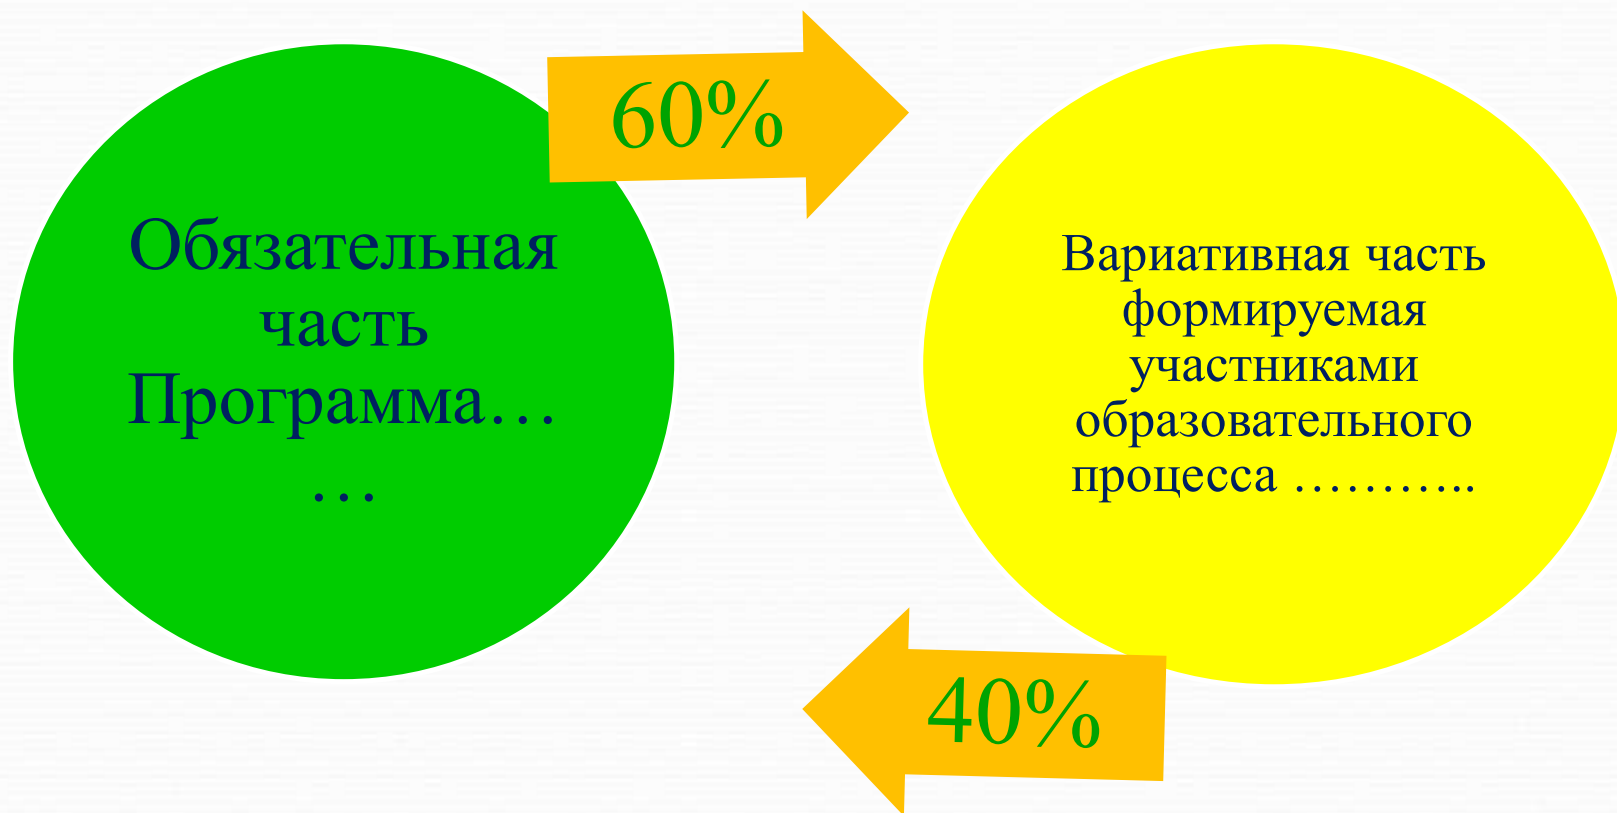 60%
Обязательная
часть
Программа…
…
Вариативная часть
формируемая
участниками
образовательного
процесса ………..
40%